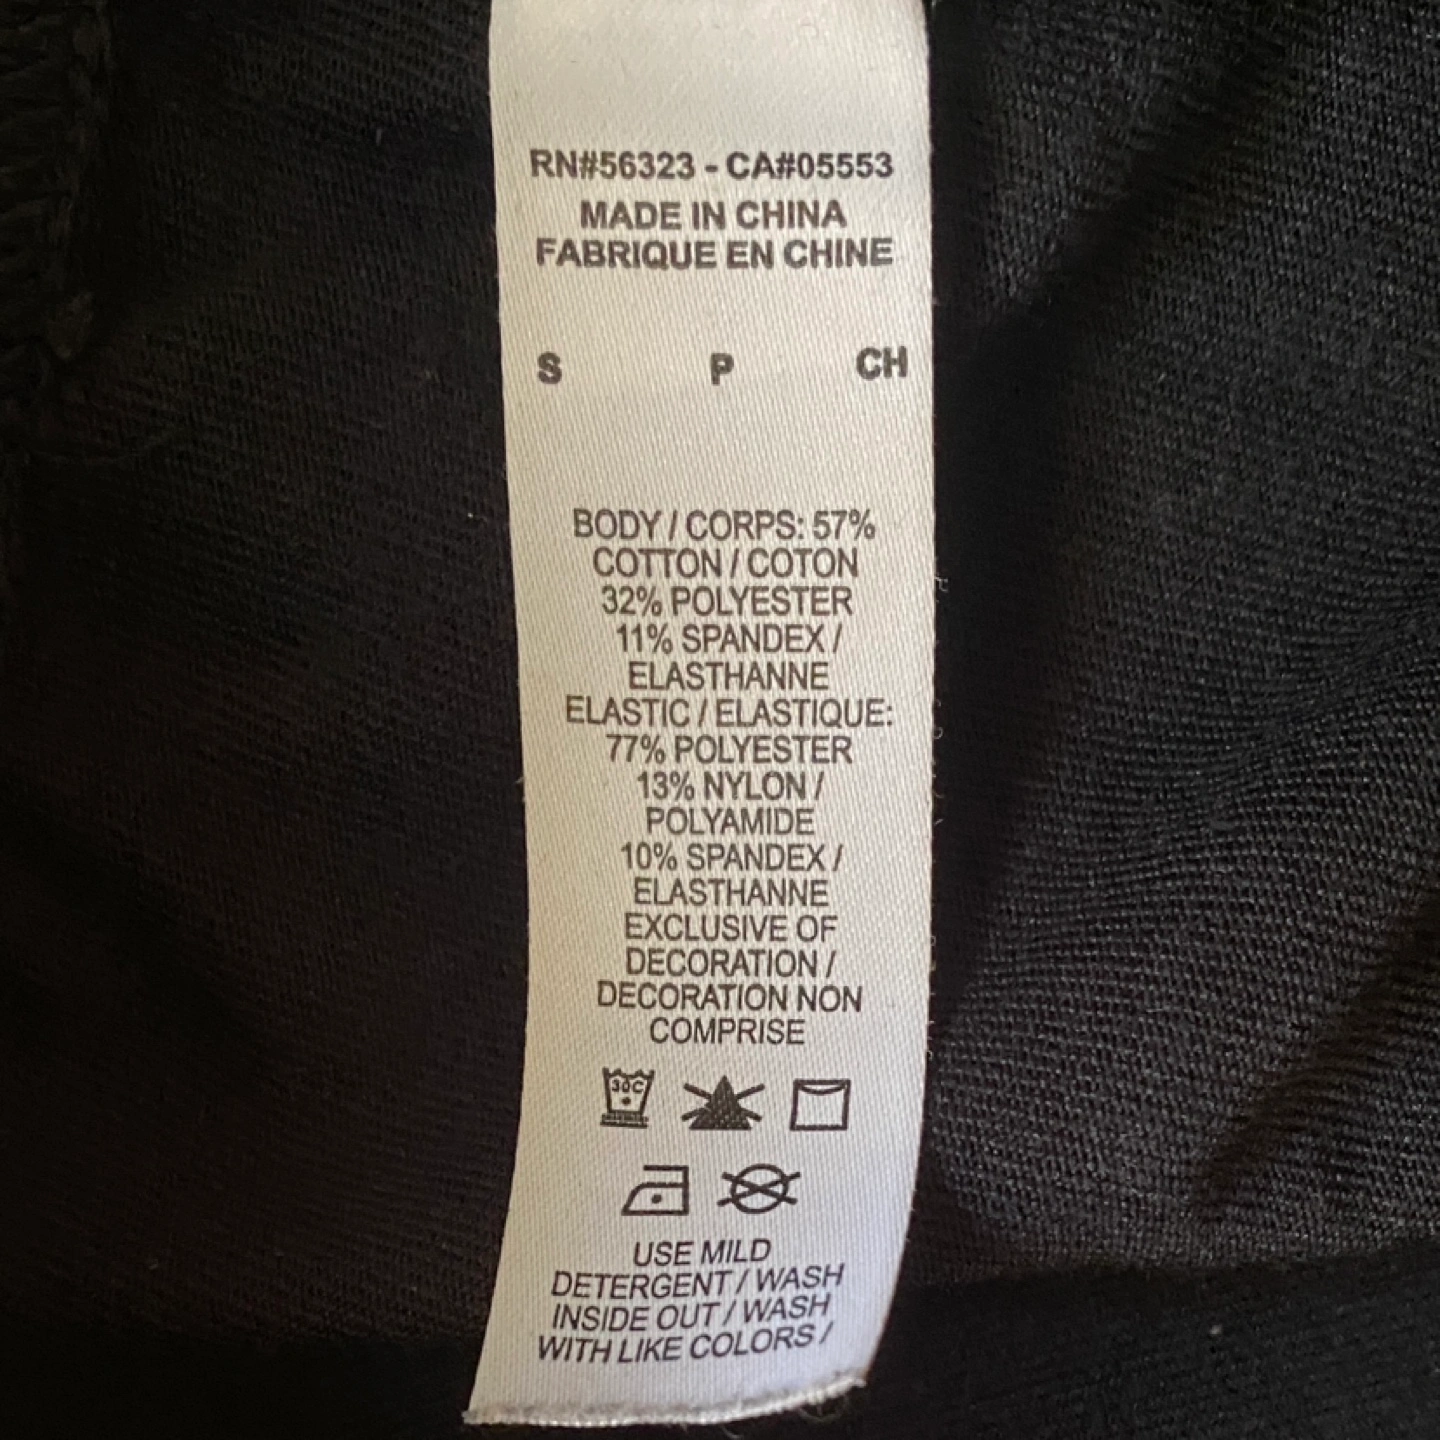 RN#56323 - CA#05553
MADE IN CHINA
FABRIQUE EN CHINE
S P CH
BODY / CORPS: 57%
COTTON / COTON
32% POLYESTER
11% SPANDEX /
ELASTHANNE
ELASTIC / ELASTIQUE:
77% POLYESTER
13% NYLON /
POLYAMIDE
10% SPANDEX /
ELASTHANNE
EXCLUSIVE OF
DECORATION /
DECORATION NON
COMPRISE
30C
USE MILD
DETERGENT / WASH
INSIDE OUT / WASH
WITH LIKE COLORS /